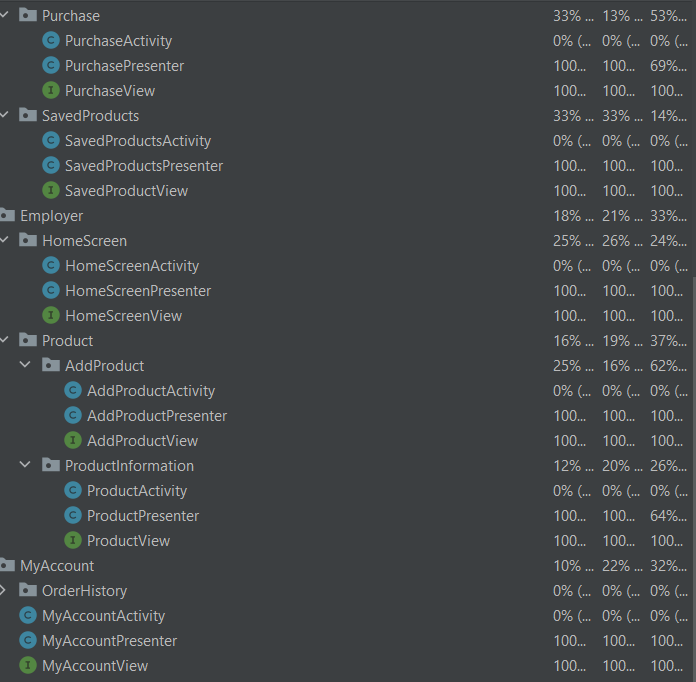 Purchase 33% ... 13% ... 53%...
PurchaseActivity 0% (... 0% (... 0% (...
PurchasePresenter 100... 100... 69%...
PurchaseView 100... 100... 100...
SavedProducts 33% ... 33% ... 14%...
SavedProductsActivity 0% (... 0% (... 0% (...
SavedProductsPresenter 100... 100... 100...
SavedProductView 100... 100... 100...
Employer 18% ... 21% ... 33%...
HomeScreen 25% ... 26% ... 24%...
HomeScreenActivity 0% (... 0% (... 0% (...
HomeScreenPresenter 100... 100... 100...
HomeScreenView 100... 100... 100...
Product 16% ... 19% ... 37%...
AddProduct 25% ... 16% ... 62%...
AddProductActivity 0% (... 0% (... 0% (...
AddProductPresenter 100... 100... 100...
AddProductView 100... 100... 100...
ProductInformation 12% ... 20% ... 26%...
ProductActivity 0% (... 0% (... 0% (...
ProductPresenter 100... 100... 64%...
ProductView 100... 100... 100...
MyAccount 10% ... 22% ... 32%...
OrderHistory 0% (... 0% (... 0% (...
MyAccountActivity 0% (... 0% (... 0% (...
MyAccountPresenter 100... 100... 100...
MyAccountView 100... 100... 100...